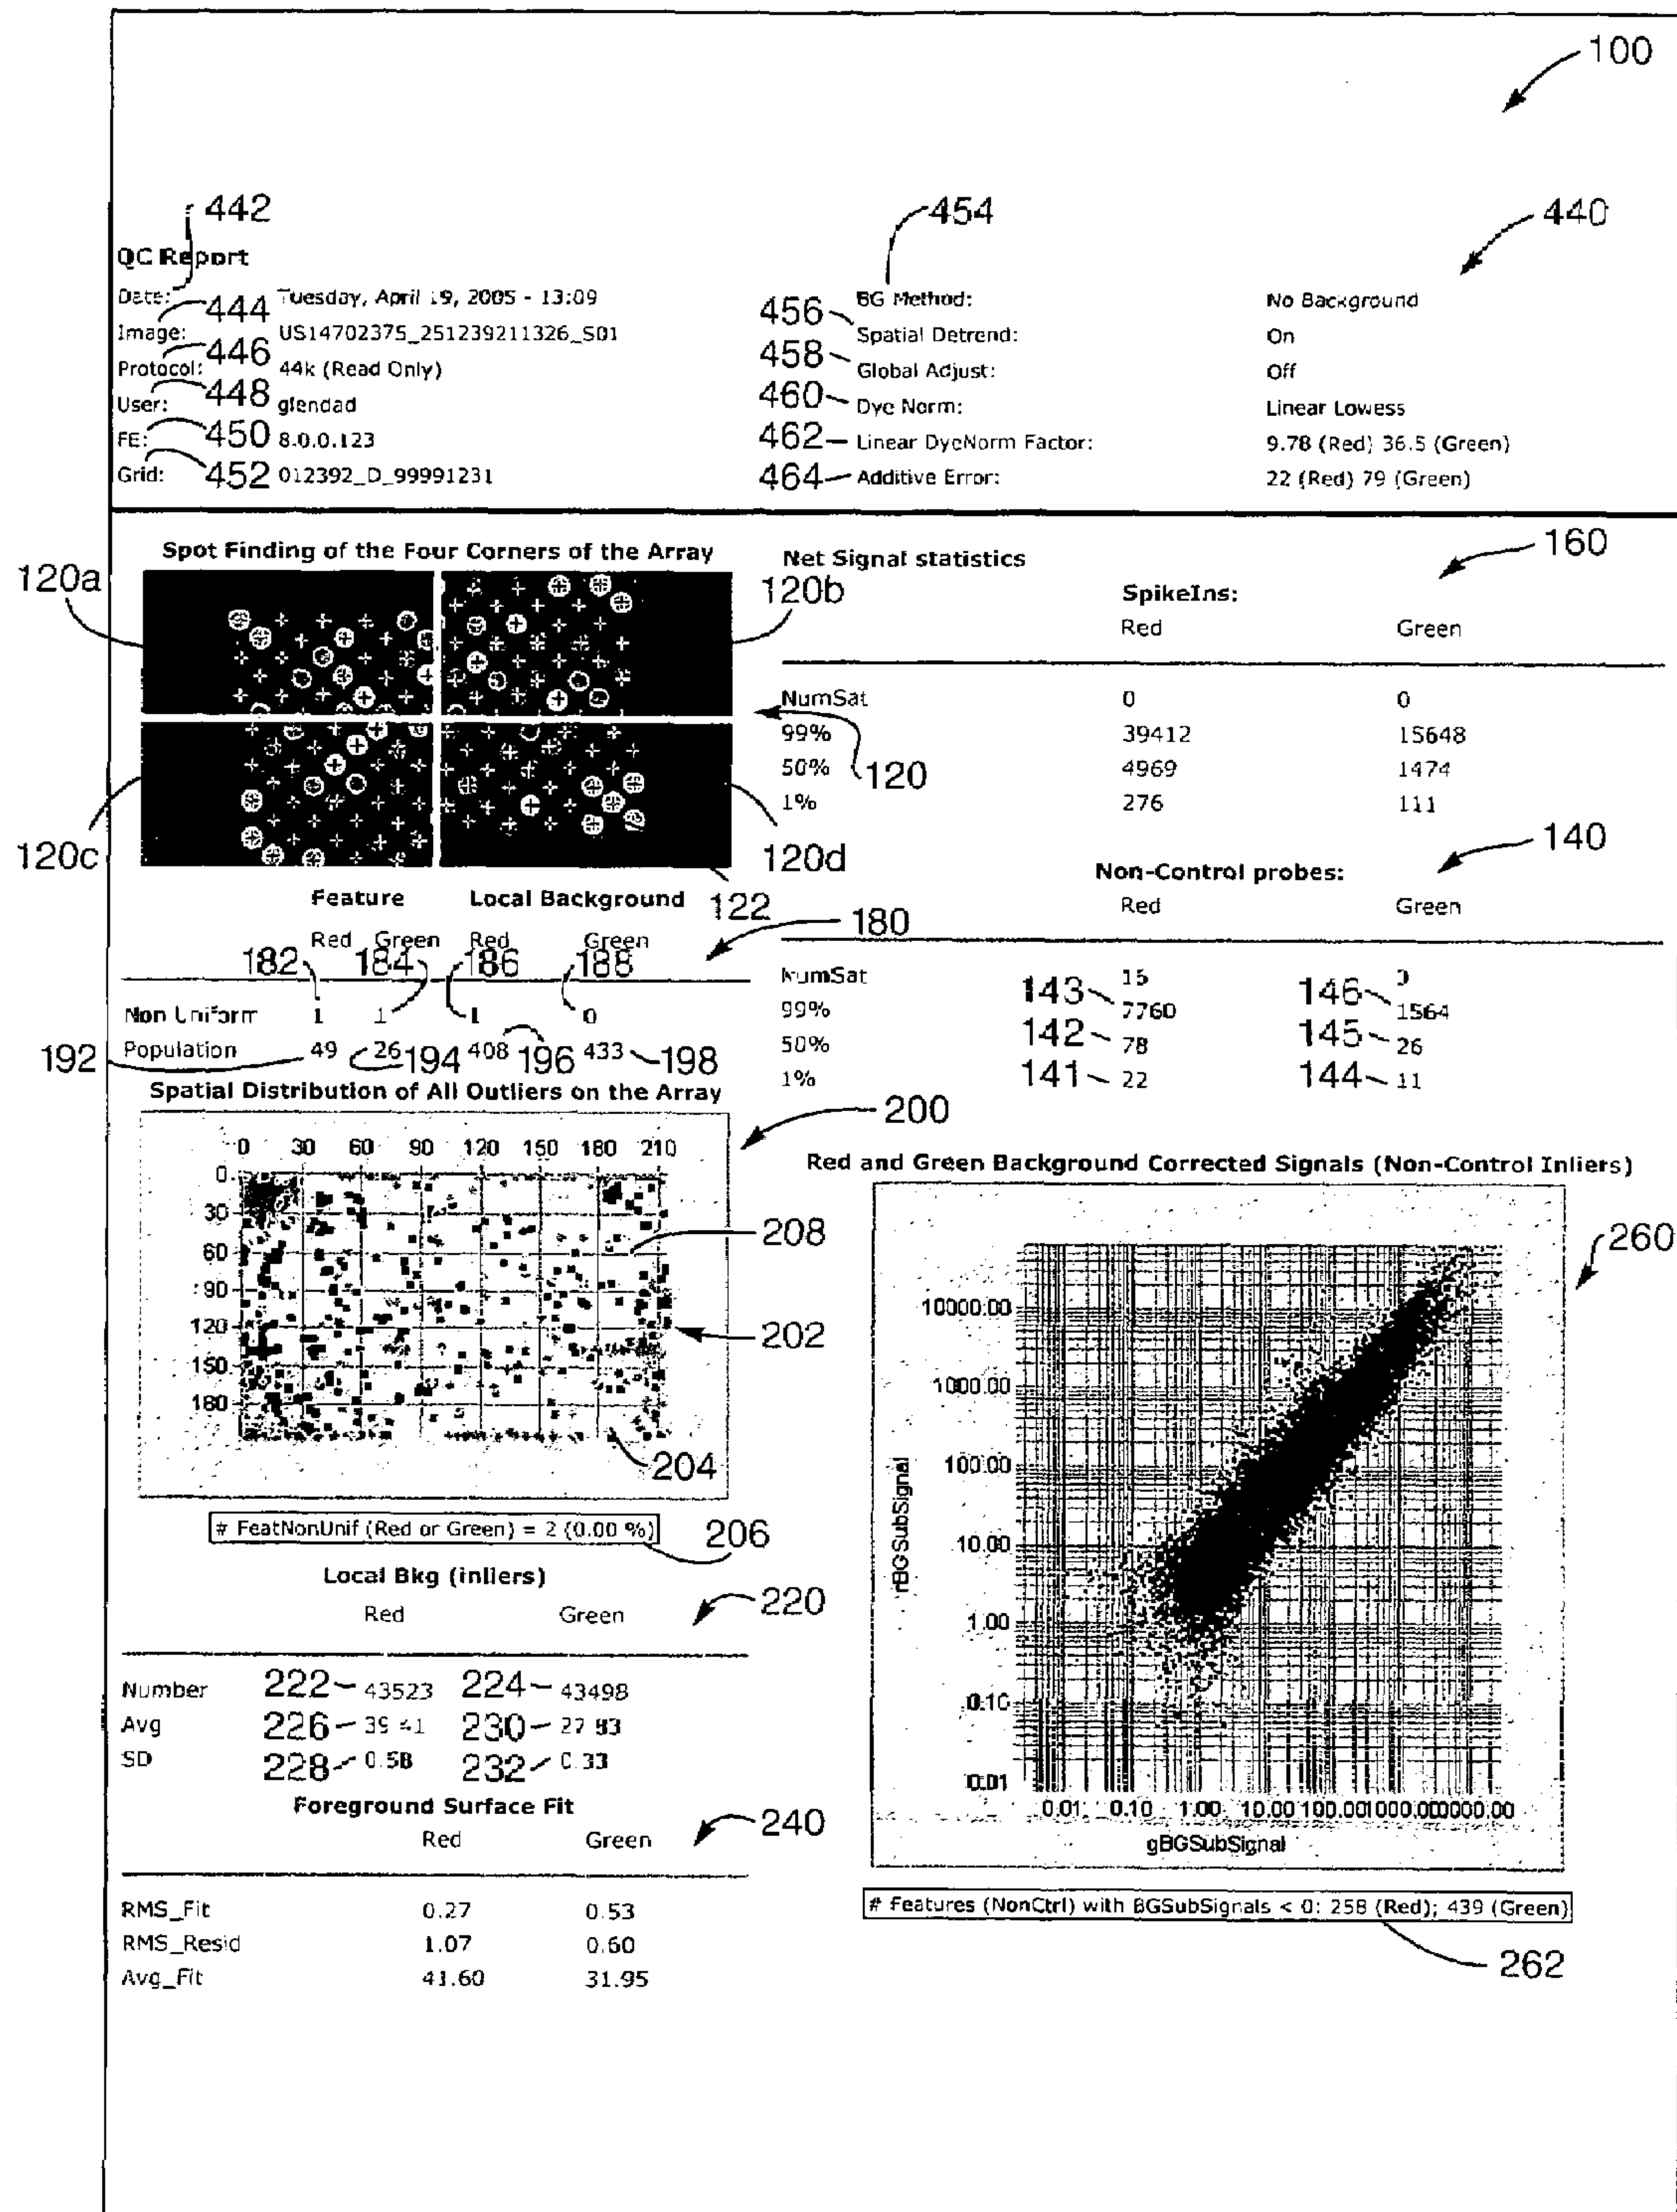 100
442
454
440
QC Report
Date: 444 Tuesday, April 19, 2005 - 13:09
Image: US14702375_251239211326_S01
446
Protocol: 44k (Read Only)
User: 448 glendad
FE: 450 8.0.0.123
Grid: 452 012392_D_99991231
BG Method: No Background
456 Spatial Detrend: On
458 Global Adjust: Off
460 Dye Norm: Linear Lowess
462 Linear DyeNorm Factor: 9.78 (Red) 36.5 (Green)
464 Additive Error: 22 (Red) 79 (Green)
Spot Finding of the Four Corners of the Array
120a
120b
120
120c
120d
122
Net Signal statistics
160
SpikeIns:
Red Green
NumSat 0 0
99% 39412 15648
50% 4969 1474
1% 276 111
140
Non-Control probes:
Red Green
NumSat 15
99% 143 7760 146 1564
50% 142 78 145 26
1% 141 22 144 11
Feature Local Background
180
Red Green Red Green
182 184 186 188
Non Uniform 1 1 1 0
192 Population 49 26 194 408 196 433 198
Spatial Distribution of All Outliers on the Array
200
0 30 60 90 120 150 180 210
0
30
60
90
120
150
180
208
202
204
# FeatNonUnif (Red or Green) = 2 (0.00 %)
206
Local Bkg (inliers)
220
Red Green
Number 222 43523 224 43498
Avg 226 39.41 230 27.93
SD 228 0.58 232 0.33
Foreground Surface Fit
240
Red Green
RMS_Fit 0.27 0.53
RMS_Resid 1.07 0.60
Avg_Fit 41.60 31.95
Red and Green Background Corrected Signals (Non-Control Inliers)
260
rBGSubSignal
10000.00
1000.00
100.00
10.00
1.00
0.10
0.01
0.01 0.10 1.00 10.00 100.00
gBGSubSignal
# Features (NonCtrl) with BGSubSignals < 0: 258 (Red); 439 (Green)
262